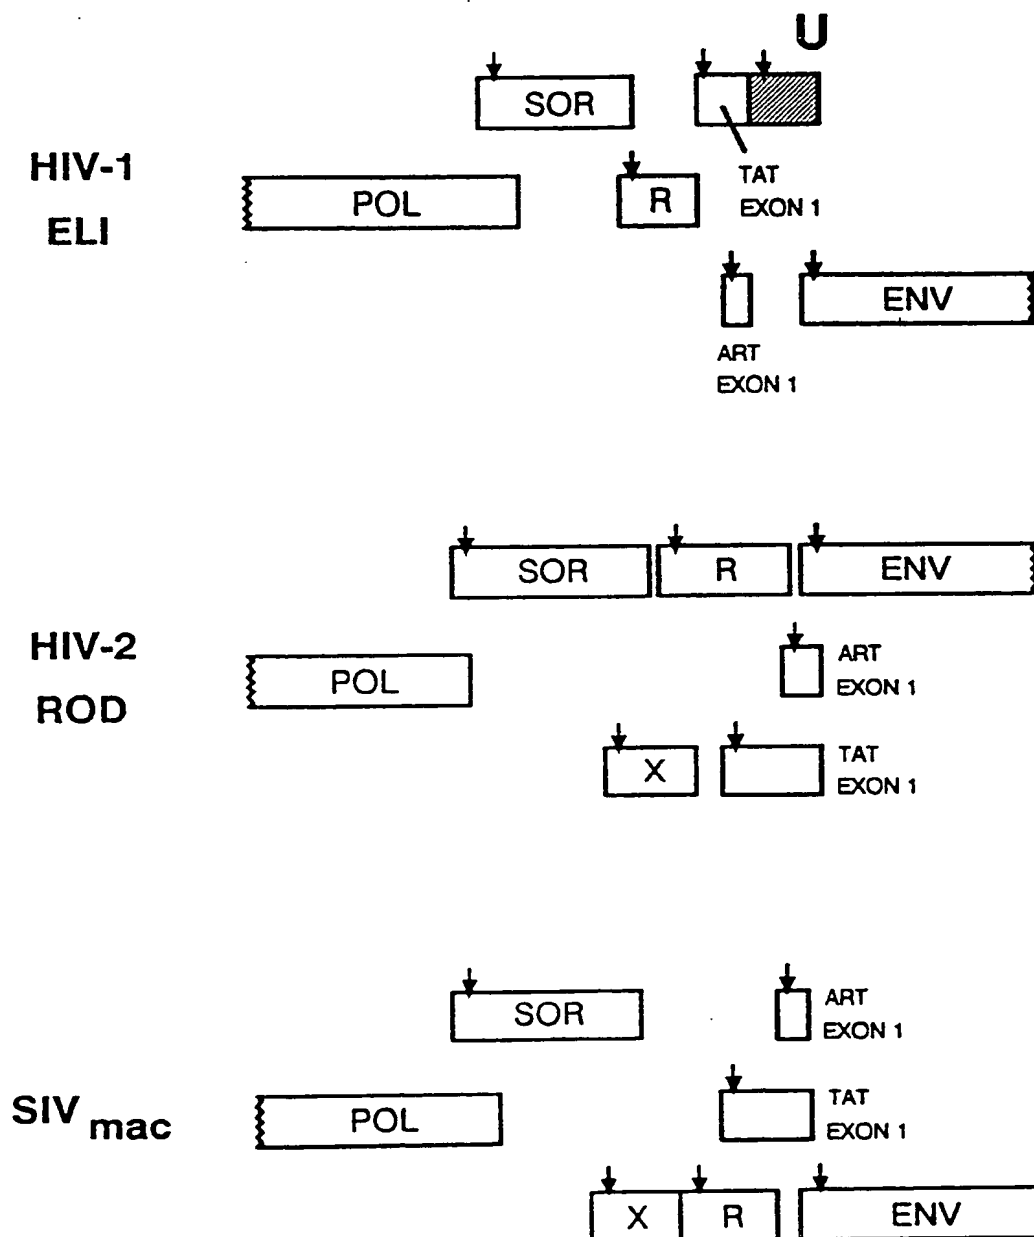 U
SOR
HIV-1
ELI
POL
R
TAT
EXON 1
ENV
ART
EXON 1
SOR
R
ENV
HIV-2
ROD
POL
ART
EXON 1
X
TAT
EXON 1
SOR
ART
EXON 1
SIV mac
POL
TAT
EXON 1
X
R
ENV